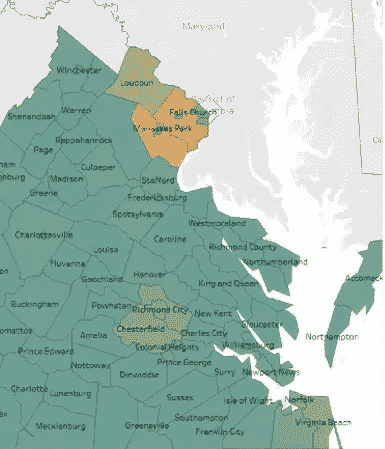 Maryland
Winchester
Loudoun
District of
Columbia
Falls Church
Warren
Shenandoah
Manassas Park
Rappahannock
Page
Culpeper
Madison
Stafford
Greene
Fredericksburg
Spotsylvania
Westmoreland
Charlottesville
Caroline
Richmond County
Louisa
Northumberland
Fluvanna
Hanover
Accomack
Goochland
King and Queen
Buckingham
Powhatan
Richmond City
New Kent
Gloucester
Chesterfield
Charles City
Amelia
Northampton
Colonial Heights
Prince Edward
Prince George
Nottoway
Surry
Newport News
Dinwiddie
Charlotte
Lunenburg
Sussex
Isle of Wight
Norfolk
Southampton
Virginia Beach
Mecklenburg
Greensville
Franklin City